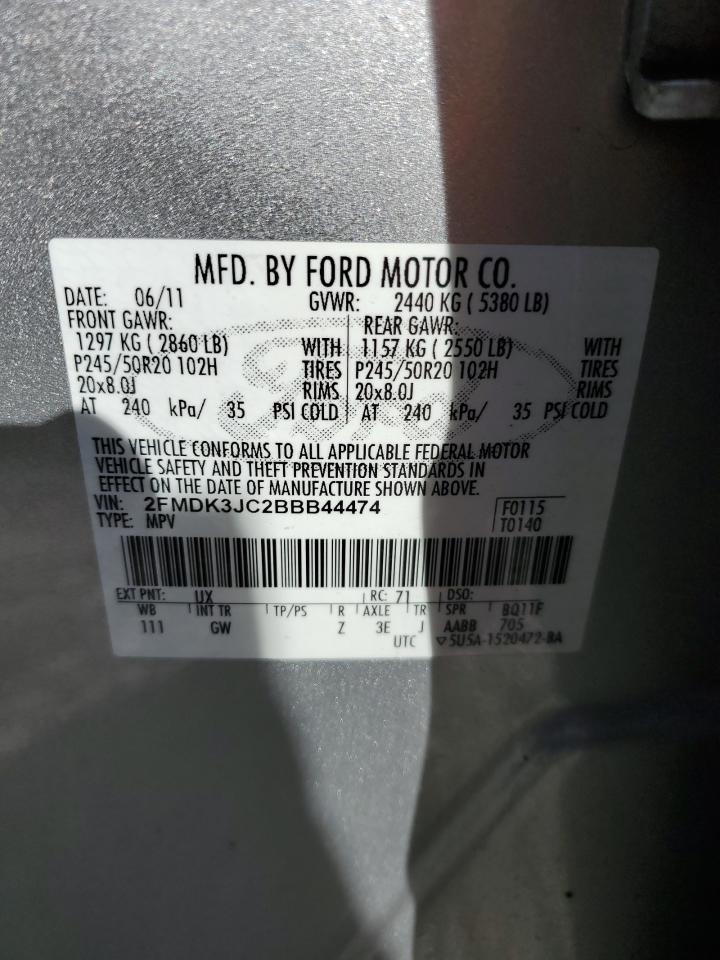 MFD. BY FORD MOTOR CO.
DATE: 06/11 GVWR: 2440 KG ( 5380 LB)
FRONT GAWR: REAR GAWR:
1297 KG ( 2860 LB) WITH 1157 KG ( 2550 LB) WITH
P245/50R20 102H TIRES P245/50R20 102H TIRES
20x8.0J RIMS 20x8.0J RIMS
AT 240 kPa/ 35 PSI COLD AT 240 kPa/ 35 PSI COLD
THIS VEHICLE CONFORMS TO ALL APPLICABLE FEDERAL MOTOR
VEHICLE SAFETY AND THEFT PREVENTION STANDARDS IN
EFFECT ON THE DATE OF MANUFACTURE SHOWN ABOVE.
VIN: 2FMDK3JC2BBB44474 F0115
TYPE: MPV T0140
EXT PNT: UX RC: 71 DSO:
WB INT TR TP/PS R AXLE TR SPR BQ11F
111 GW Z 3E J AABB 705
UTC ▽5U5A-1520472-BA